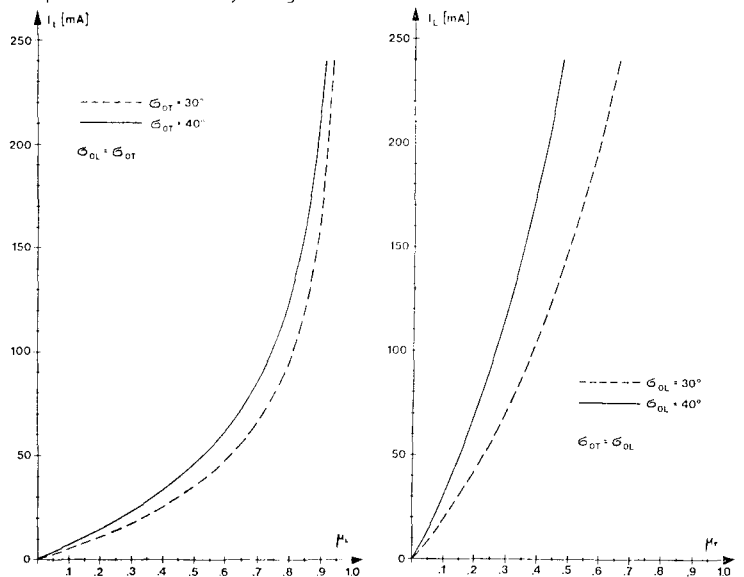 I_t [mA]
250
200
150
100
50
0
.1 .2 .3 .4 .5 .6 .7 .8 .9 1.0
μ_L
σ_OT = 30°
σ_OT = 40°
σ_OL = σ_OT
I_L [mA]
250
200
150
100
50
0
.1 .2 .3 .4 .5 .6 .7 .8 .9 1.0
μ_T
σ_OL = 30°
σ_OL = 40°
σ_OT = σ_OL